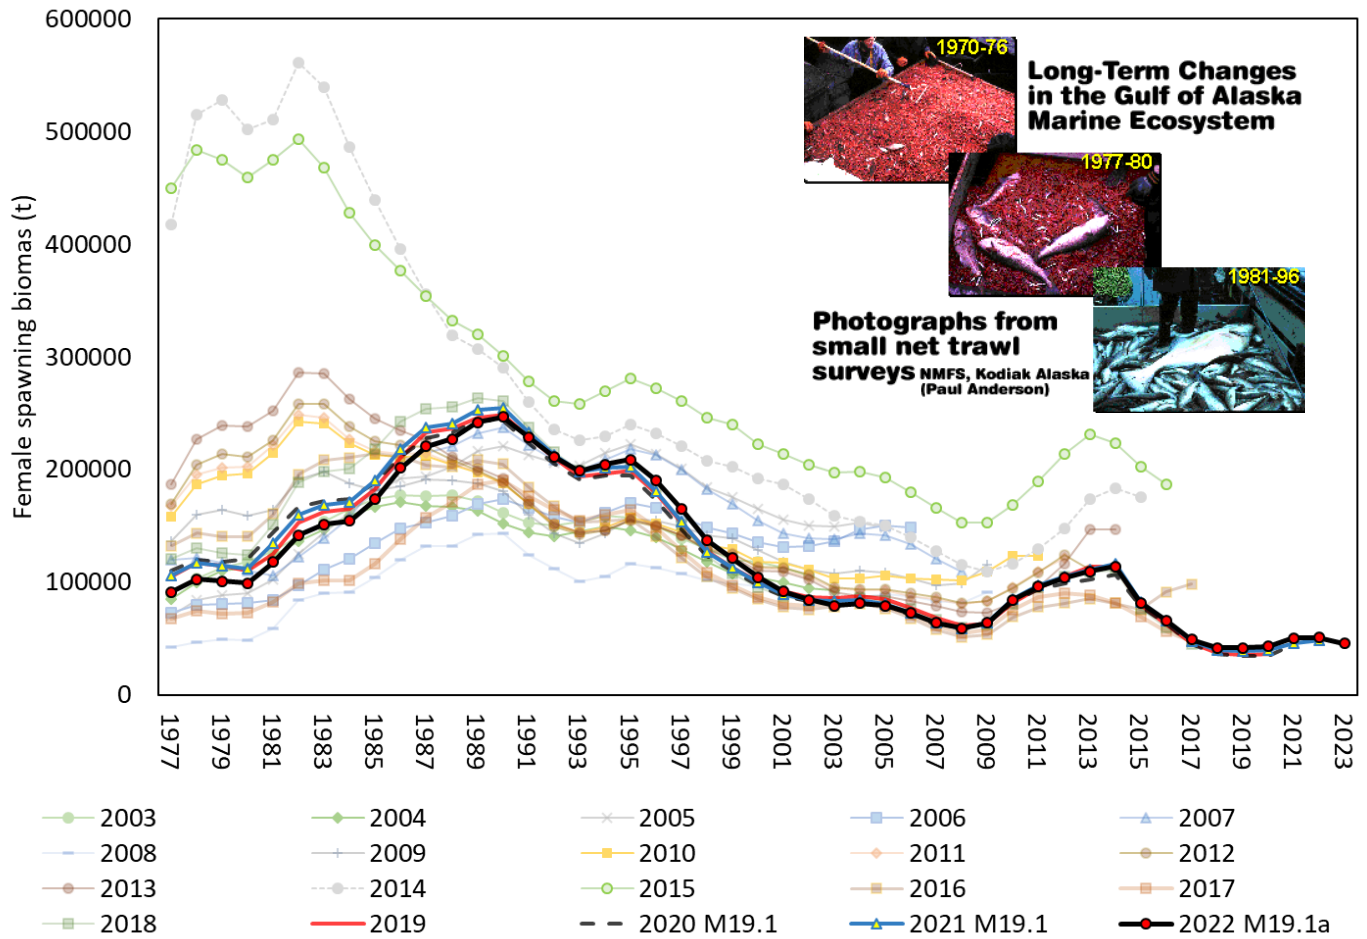 600000
500000
400000
300000
200000
100000
0
Female spawning biomas (t)
1970-76
Long-Term Changes
in the Gulf of Alaska
Marine Ecosystem
1977-80
1981-96
Photographs from
small net trawl
surveys NMFS, Kodiak Alaska
(Paul Anderson)
1977 1979 1981 1983 1985 1987 1989 1991 1993 1995 1997 1999 2001 2003 2005 2007 2009 2011 2013 2015 2017 2019 2021 2023
2003 2004 2005 2006 2007
2008 2009 2010 2011 2012
2013 2014 2015 2016 2017
2018 2019 2020 M19.1 2021 M19.1 2022 M19.1a